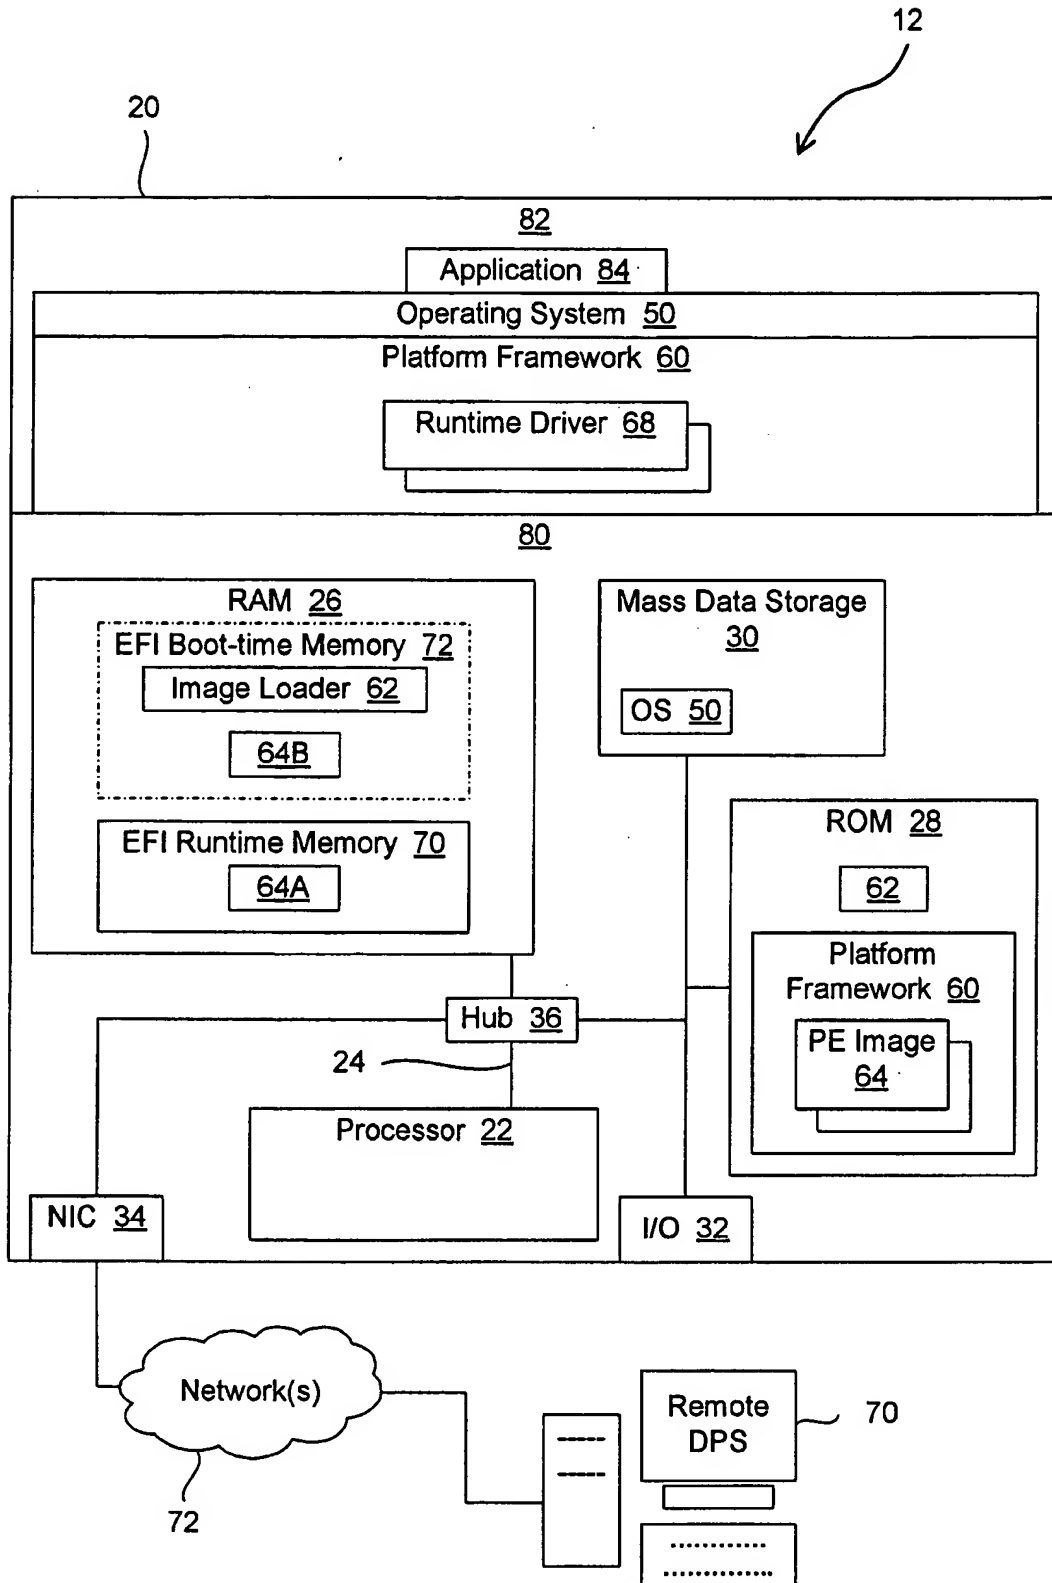 12
20
82
Application 84
Operating System 50
Platform Framework 60
Runtime Driver 68
80
RAM 26
EFI Boot-time Memory 72
Image Loader 62
64B
EFI Runtime Memory 70
64A
Mass Data Storage
30
OS 50
ROM 28
62
Platform
Framework 60
PE Image
64
Hub 36
24
Processor 22
NIC 34
I/O 32
Network(s)
72
Remote
DPS
70